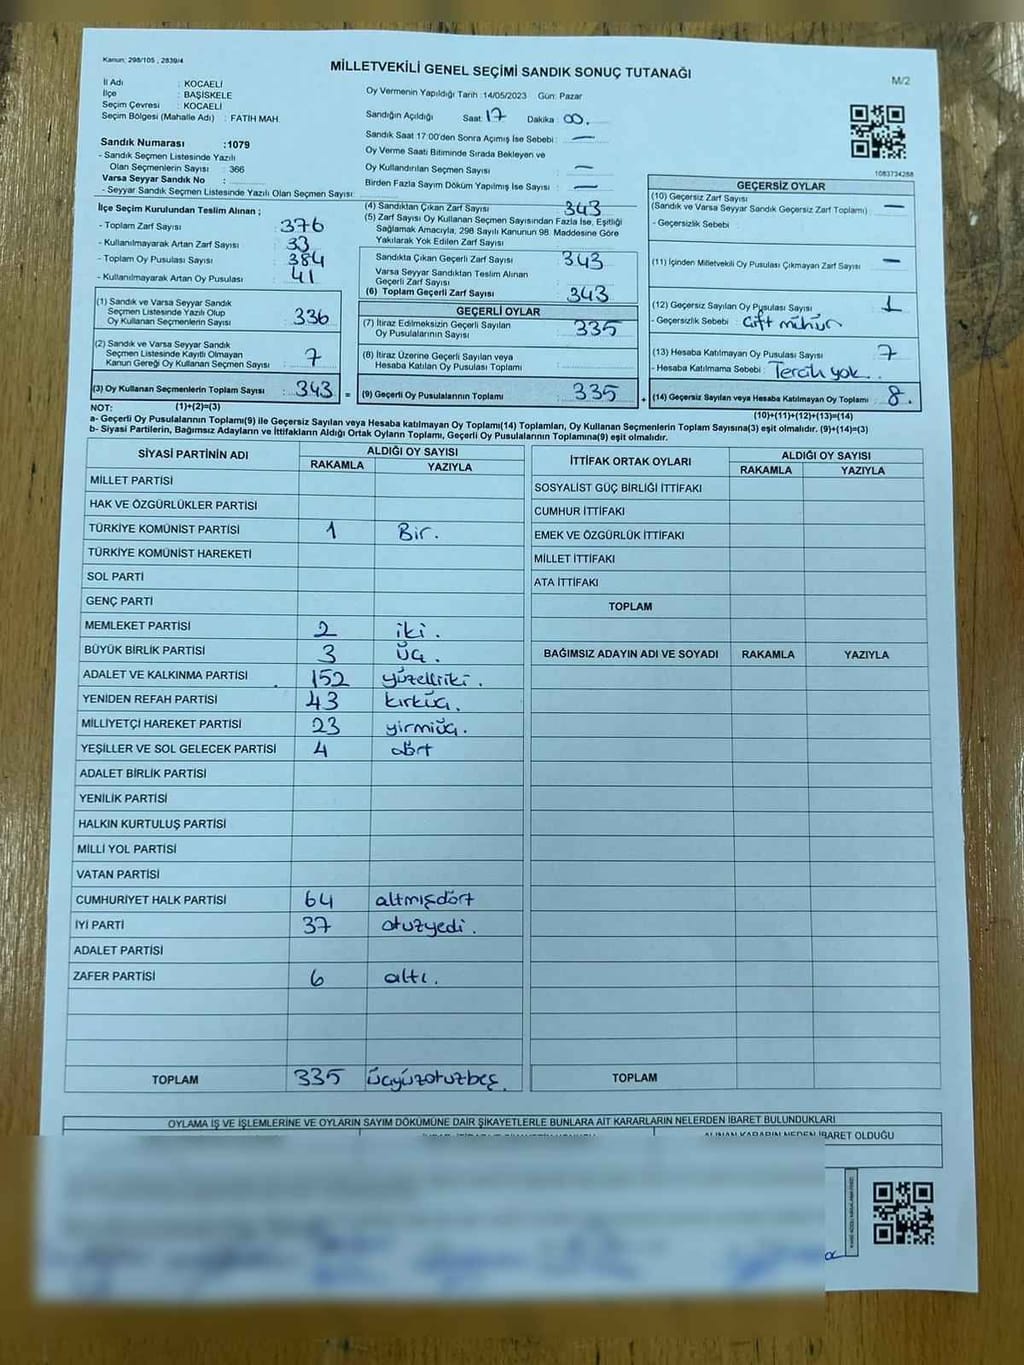 Kanun: 298/105 , 2839/4
MİLLETVEKİLİ GENEL SEÇİMİ SANDIK SONUÇ TUTANAĞI
M/2
İl Adı : KOCAELİ
İlçe : BAŞİSKELE
Seçim Çevresi : KOCAELİ
Seçim Bölgesi (Mahalle Adı) : FATİH MAH.
Sandık Numarası :1079
- Sandık Seçmen Listesinde Yazılı
Olan Seçmenlerin Sayısı : 366
Varsa Seyyar Sandık No :
- Seyyar Sandık Seçmen Listesinde Yazılı Olan Seçmen Sayısı:
Oy Vermenin Yapıldığı Tarih :14/05/2023 Gün: Pazar
Sandığın Açıldığı Saat: 17 Dakika : 00.
Sandık Saat 17:00'den Sonra Açımış İse Sebebi : —
Oy Verme Saati Bitiminde Sırada Bekleyen ve
Oy Kullandırılan Seçmen Sayısı : —
Birden Fazla Sayım Döküm Yapılmış İse Sayısı : —
1083734288
İlçe Seçim Kurulundan Teslim Alınan ;
- Toplam Zarf Sayısı : 376
- Kullanılmayarak Artan Zarf Sayısı : 33
- Toplam Oy Pusulası Sayısı : 384
- Kullanılmayarak Artan Oy Pusulası : 41
(1) Sandık ve Varsa Seyyar Sandık
Seçmen Listesinde Yazılı Olup
Oy Kullanan Seçmenlerin Sayısı : 336
(2) Sandık ve Varsa Seyyar Sandık
Seçmen Listesinde Kayıtlı Olmayan
Kanun Gereği Oy Kullanan Seçmen Sayısı : 7
(3) Oy Kullanan Seçmenlerin Toplam Sayısı : 343 =
(4) Sandıktan Çıkan Zarf Sayısı : 343
(5) Zarf Sayısı Oy Kullanan Seçmen Sayısından Fazla İse, Eşitliği
Sağlamak Amacıyla, 298 Sayılı Kanunun 98. Maddesine Göre
Yakılarak Yok Edilen Zarf Sayısı :
Sandıkta Çıkan Geçerli Zarf Sayısı : 343
Varsa Seyyar Sandıktan Teslim Alınan
Geçerli Zarf Sayısı :
(6) Toplam Geçerli Zarf Sayısı : 343
GEÇERLİ OYLAR
(7) İtiraz Edilmeksizin Geçerli Sayılan
Oy Pusulalarının Sayısı : 335
(8) İtiraz Üzerine Geçerli Sayılan veya
Hesaba Katılan Oy Pusulası Toplamı :
(9) Geçerli Oy Pusulalarının Toplamı : 335 +
GEÇERSİZ OYLAR
(10) Geçersiz Zarf Sayısı
(Sandık ve Varsa Seyyar Sandık Geçersiz Zarf Toplamı) : —
- Geçersizlik Sebebi :
(11) İçinden Milletvekili Oy Pusulası Çıkmayan Zarf Sayısı : —
(12) Geçersiz Sayılan Oy Pusulası Sayısı : 1
- Geçersizlik Sebebi : çift mühür
(13) Hesaba Katılmayan Oy Pusulası Sayısı : 7
- Hesaba Katılmama Sebebi : Tercih yok.
(14) Geçersiz Sayılan veya Hesaba Katılmayan Oy Toplamı : 8.
NOT: (1)+(2)=(3) (10)+(11)+(12)+(13)=(14)
a- Geçerli Oy Pusulalarının Toplamı(9) ile Geçersiz Sayılan veya Hesaba katılmayan Oy Toplamı(14) Toplamları, Oy Kullanan Seçmenlerin Toplam Sayısına(3) eşit olmalıdır. (9)+(14)=(3)
b- Siyasi Partilerin, Bağımsız Adayların ve İttifakların Aldığı Ortak Oyların Toplamı, Geçerli Oy Pusulalarının Toplamına(9) eşit olmalıdır.
SİYASİ PARTİNİN ADI ALDIĞI OY SAYISI
RAKAMLA YAZIYLA
MİLLET PARTİSİ
HAK VE ÖZGÜRLÜKLER PARTİSİ
TÜRKİYE KOMÜNİST PARTİSİ 1 Bir.
TÜRKİYE KOMÜNİST HAREKETİ
SOL PARTİ
GENÇ PARTİ
MEMLEKET PARTİSİ 2 iki.
BÜYÜK BİRLİK PARTİSİ 3 Üç.
ADALET VE KALKINMA PARTİSİ 152 yüzelliiki.
YENİDEN REFAH PARTİSİ 43 kırküç.
MİLLİYETÇİ HAREKET PARTİSİ 23 yirmiüç.
YEŞİLLER VE SOL GELECEK PARTİSİ 4 dört
ADALET BİRLİK PARTİSİ
YENİLİK PARTİSİ
HALKIN KURTULUŞ PARTİSİ
MİLLİ YOL PARTİSİ
VATAN PARTİSİ
CUMHURİYET HALK PARTİSİ 64 altmışdört
İYİ PARTİ 37 otuzyedi.
ADALET PARTİSİ
ZAFER PARTİSİ 6 altı.
TOPLAM 335 üçyüzotuzbeş.
İTTİFAK ORTAK OYLARI ALDIĞI OY SAYISI
RAKAMLA YAZIYLA
SOSYALİST GÜÇ BİRLİĞİ İTTİFAKI
CUMHUR İTTİFAKI
EMEK VE ÖZGÜRLÜK İTTİFAKI
MİLLET İTTİFAKI
ATA İTTİFAKI
TOPLAM
BAĞIMSIZ ADAYIN ADI VE SOYADI RAKAMLA YAZIYLA
TOPLAM
OYLAMA İŞ VE İŞLEMLERİNE VE OYLARIN SAYIM DÖKÜMÜNE DAİR ŞİKAYETLERLE BUNLARA AİT KARARLARIN NELERDEN İBARET BULUNDUKLARI
ALINAN KARARIN NEDEN İBARET OLDUĞU